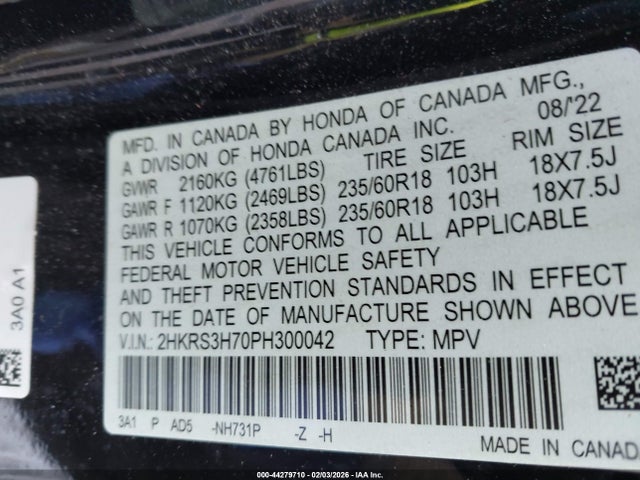 MFD. IN CANADA BY HONDA OF CANADA MFG.,
A DIVISION OF HONDA CANADA INC. 08/'22
GVWR 2160KG (4761LBS) TIRE SIZE RIM SIZE
GAWR F 1120KG (2469LBS) 235/60R18 103H 18X7.5J
GAWR R 1070KG (2358LBS) 235/60R18 103H 18X7.5J
THIS VEHICLE CONFORMS TO ALL APPLICABLE
FEDERAL MOTOR VEHICLE SAFETY
AND THEFT PREVENTION STANDARDS IN EFFECT
ON THE DATE OF MANUFACTURE SHOWN ABOVE
V.I.N.: 2HKRS3H70PH300042 TYPE: MPV
3A1 P AD5 -NH731P -Z -H
MADE IN CANADA
3A0 A1
000-44279710 - 02/03/2026 - IAA Inc.